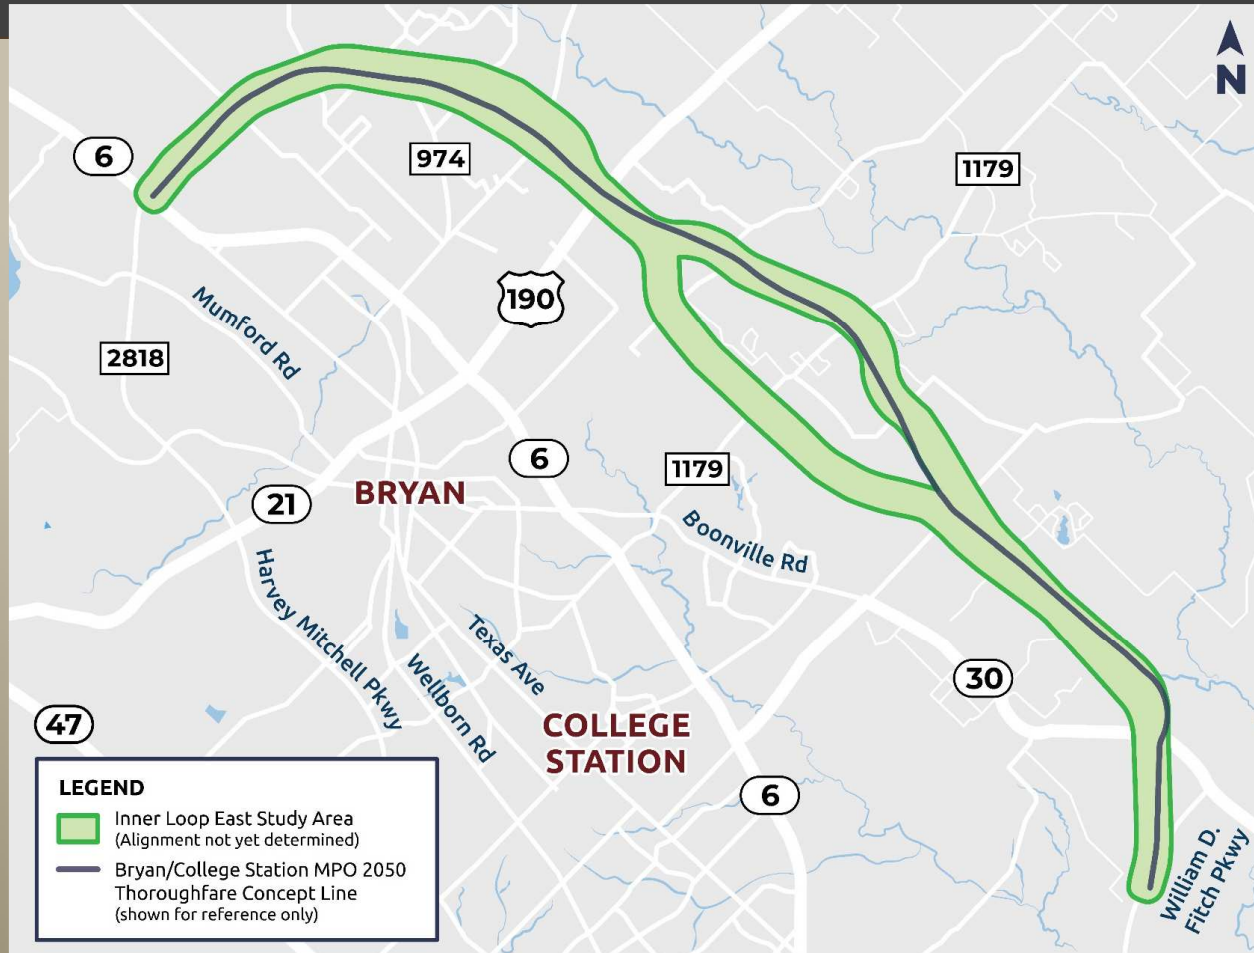 N
6
974
1179
190
Mumford Rd
2818
6
1179
BRYAN
21
Boonville Rd
Harvey Mitchell Pkwy
Texas Ave
Wellborn Rd
30
47
COLLEGE
STATION
6
William D.
Fitch Pkwy
LEGEND
Inner Loop East Study Area
(Alignment not yet determined)
Bryan/College Station MPO 2050
Thoroughfare Concept Line
(shown for reference only)